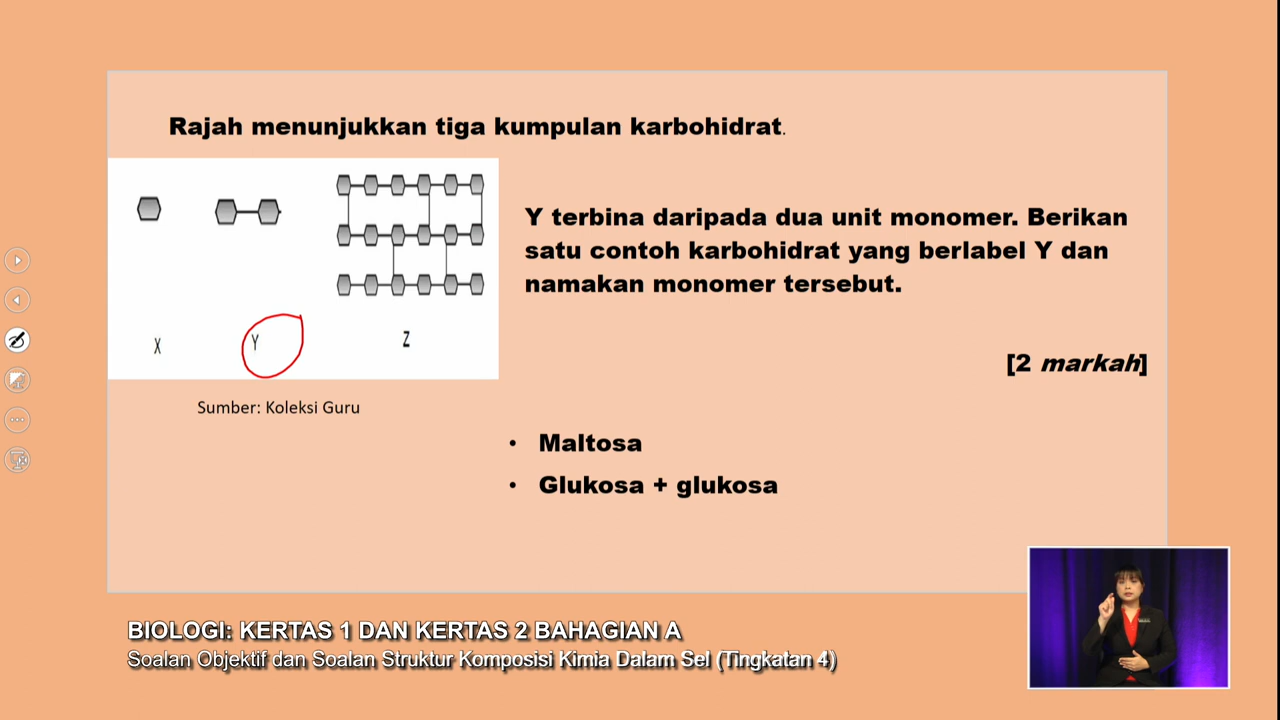 Rajah menunjukkan tiga kumpulan karbohidrat.
X
Y
Z
Sumber: Koleksi Guru
Y terbina daripada dua unit monomer. Berikan
satu contoh karbohidrat yang berlabel Y dan
namakan monomer tersebut.
[2 markah]
• Maltosa
• Glukosa + glukosa
BIOLOGI: KERTAS 1 DAN KERTAS 2 BAHAGIAN A
Soalan Objektif dan Soalan Struktur Komposisi Kimia Dalam Sel (Tingkatan 4)